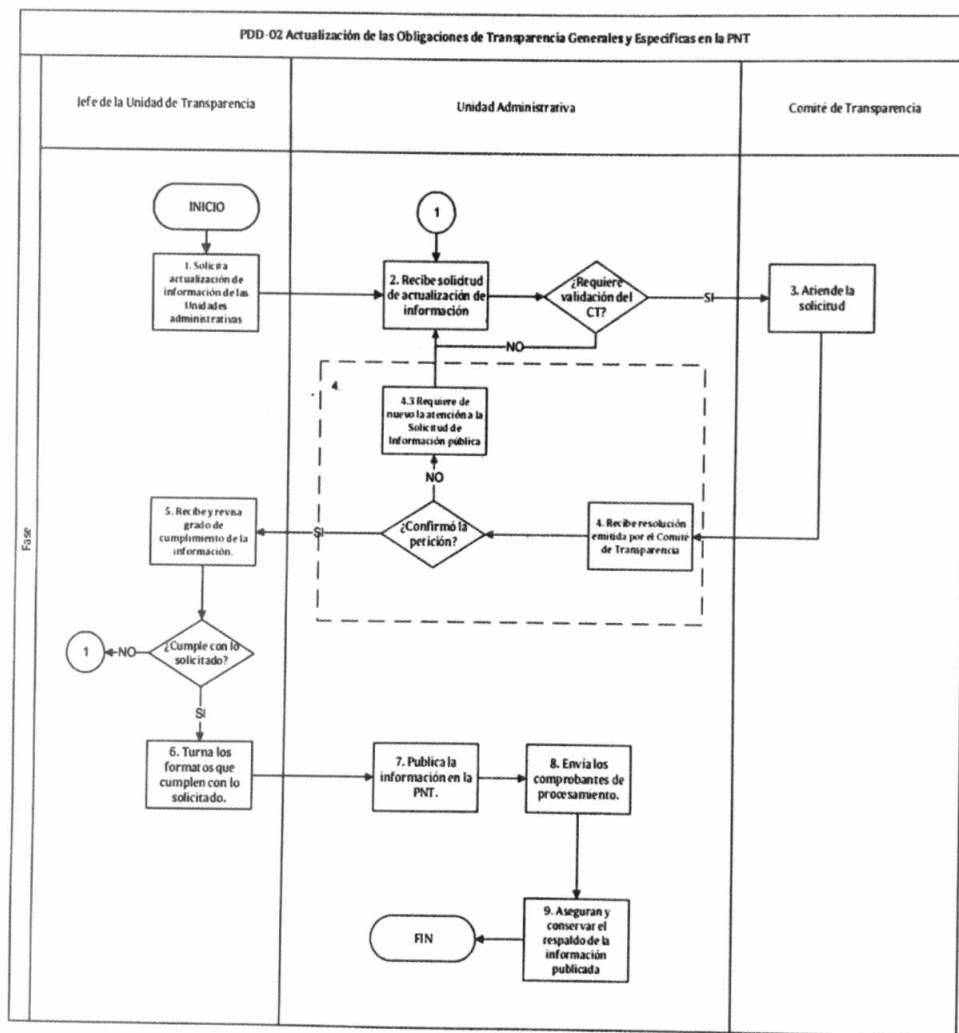 PDD-02 Actualización de las Obligaciones de Transparencia Generales y Especificas en la PNT
Jefe de la Unidad de Transparencia
Unidad Administrativa
Comité de Transparencia
Fase
INICIO
1
1. Solicita
actualización de
información de las
Unidades
administrativas
2. Recibe solicitud
de actualización de
información
¿Requiere
validación del
CT?
SI
3. Atiende la
solicitud
NO
4.
4.3 Requiere de
nuevo la atención a la
Solicitud de
Información pública
NO
5. Recibe y revisa
grado de
cumplimiento de la
información.
SI
¿Confirmó la
petición?
4. Recibe resolución
emitida por el Comité
de Transparencia
1
NO
¿Cumple con lo
solicitado?
SI
6. Turna los
formatos que
cumplen con lo
solicitado.
7. Publica la
información en la
PNT.
8. Envía los
comprobantes de
procesamiento.
FIN
9. Aseguran y
conservar el
respaldo de la
información
publicada